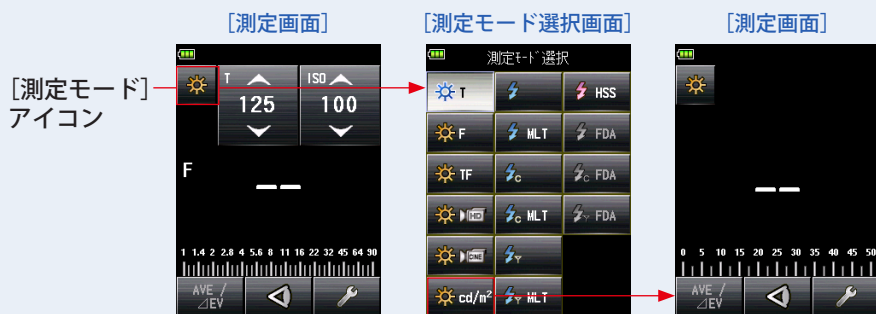 [測定画面]
[測定モード選択画面]
[測定画面]
[測定モード]
アイコン
T
ISO
125
100
F
1 1.4 2 2.8 4 5.6 8 11 16 22 32 45 64 90
AVE /
⊿EV
測定ﾓｰﾄﾞ選択
T
HSS
F
MLT
FDA
TF
C
C FDA
HD
C MLT
Y FDA
CINE
Y
cd/m²
Y MLT
0 5 10 15 20 25 30 35 40 45 50
AVE /
⊿EV